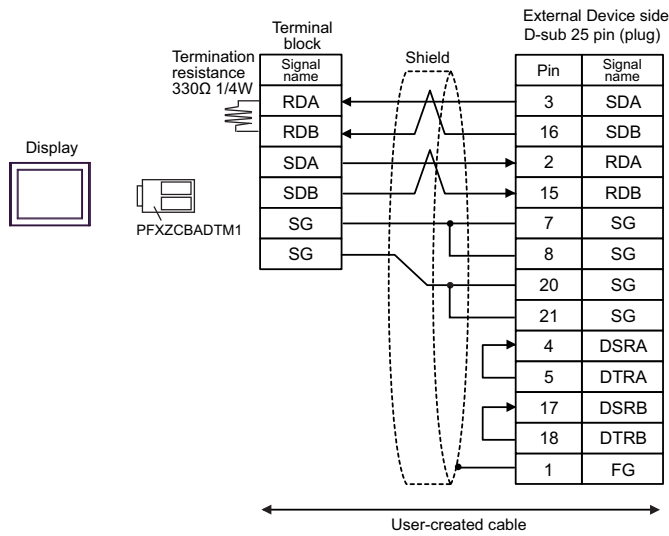 External Device side
D-sub 25 pin (plug)
Terminal
block
Shield
Termination
resistance
330Ω 1/4W
Signal
name
Pin
Signal
name
RDA
3
SDA
RDB
16
SDB
Display
SDA
2
RDA
SDB
15
RDB
PFXZCBADTM1
SG
7
SG
8
SG
SG
20
SG
21
SG
4
DSRA
5
DTRA
17
DSRB
18
DTRB
1
FG
User-created cable